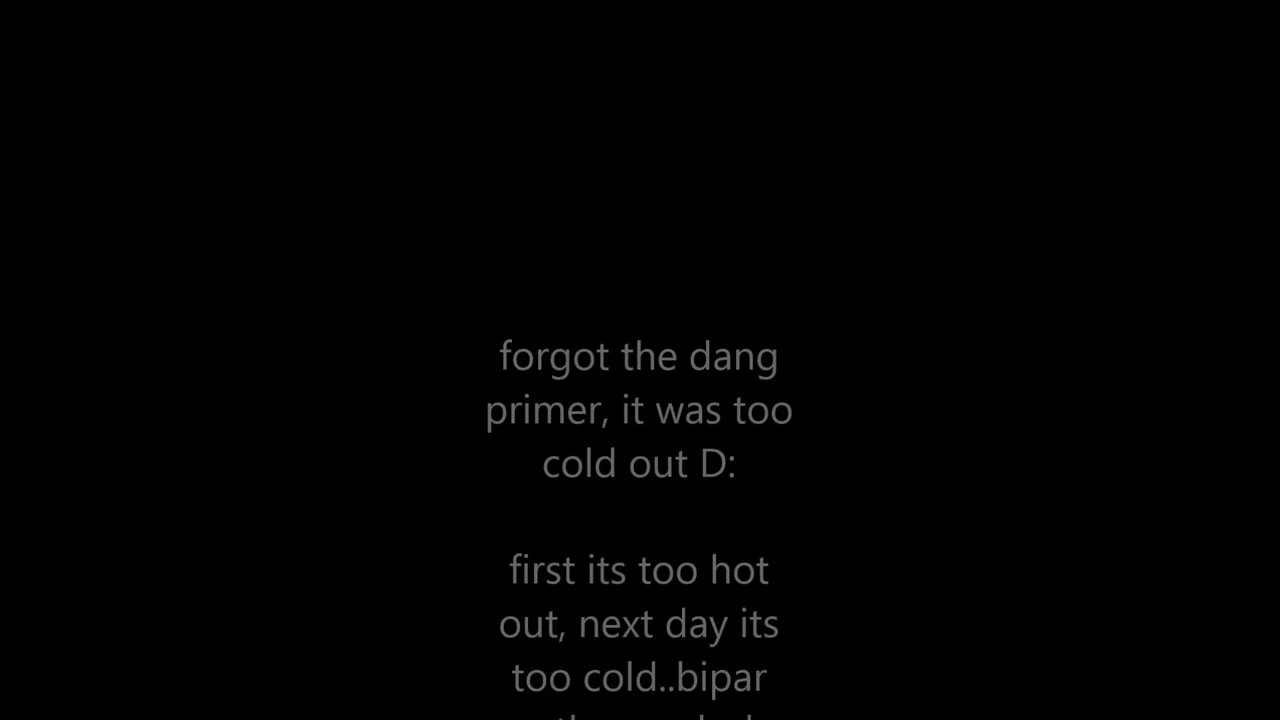 forgot the dang
primer, it was too
cold out D:
first its too hot
out, next day its
too cold..bipar